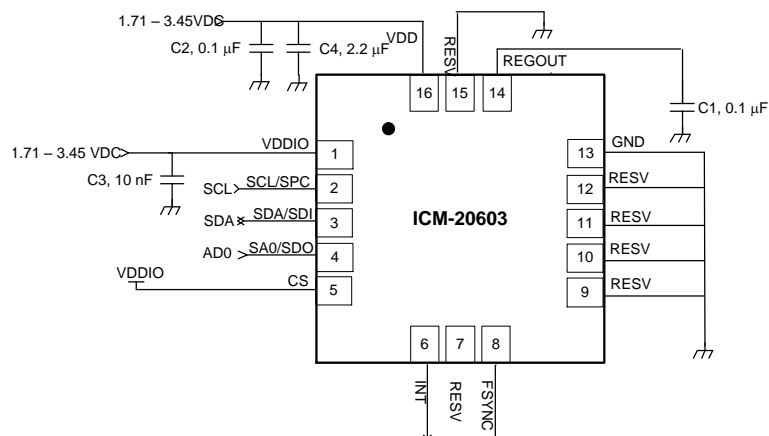 1.71 – 3.45VDC
C2, 0.1 μF
C4, 2.2 μF
VDD
RESV
REGOUT
16
15
14
C1, 0.1 μF
1.71 – 3.45 VDC
VDDIO
1
C3, 10 nF
SCL
SCL/SPC
2
SDA
SDA/SDI
3
AD0
SA0/SDO
4
VDDIO
CS
5
ICM-20603
GND
13
RESV
12
RESV
11
RESV
10
RESV
9
6
7
8
INT
RESV
FSYNC